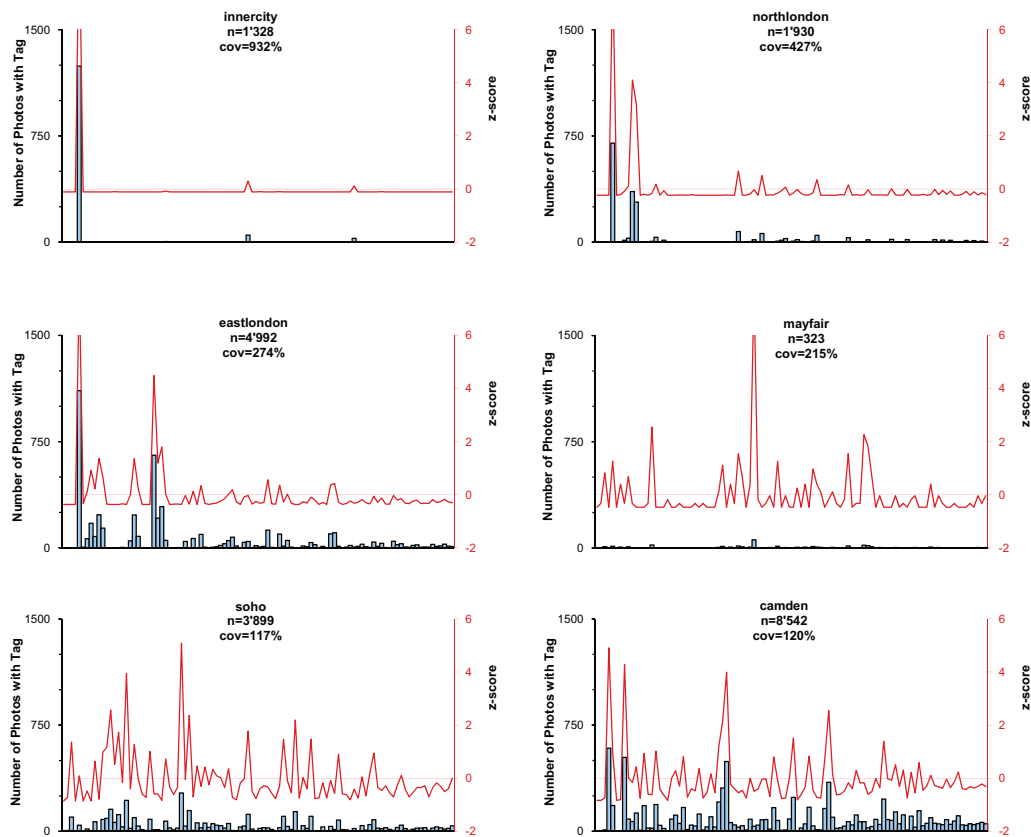 innercity
n=1'328
cov=932%
1500
750
0
Number of Photos with Tag
6
4
2
0
-2
z-score
northlondon
n=1'930
cov=427%
1500
750
0
Number of Photos with Tag
6
4
2
0
-2
z-score
eastlondon
n=4'992
cov=274%
1500
750
0
Number of Photos with Tag
6
4
2
0
-2
z-score
mayfair
n=323
cov=215%
1500
750
0
Number of Photos with Tag
6
4
2
0
-2
z-score
soho
n=3'899
cov=117%
1500
750
0
Number of Photos with Tag
6
4
2
0
-2
z-score
camden
n=8'542
cov=120%
1500
750
0
Number of Photos with Tag
6
4
2
0
-2
z-score